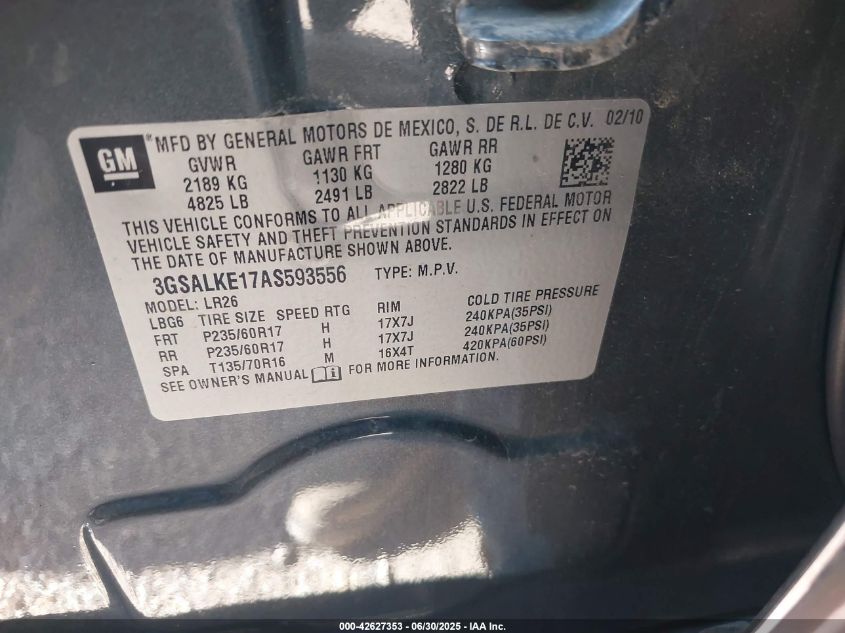 GM
*MFD BY GENERAL MOTORS DE MEXICO, S. DE R.L. DE C.V. 02/10
GVWR GAWR FRT GAWR RR
2189 KG 1130 KG 1280 KG
4825 LB 2491 LB 2822 LB
THIS VEHICLE CONFORMS TO ALL APPLICABLE U.S. FEDERAL MOTOR
VEHICLE SAFETY AND THEFT PREVENTION STANDARDS IN EFFECT ON
THE DATE OF MANUFACTURE SHOWN ABOVE.
3GSALKE17AS593556 TYPE: M.P.V.
MODEL: LR26
LBG6 TIRE SIZE SPEED RTG RIM COLD TIRE PRESSURE
FRT P235/60R17 H 17X7J 240KPA(35PSI)
RR P235/60R17 H 17X7J 240KPA(35PSI)
SPA T135/70R16 M 16X4T 420KPA(60PSI)
SEE OWNER'S MANUAL FOR MORE INFORMATION.
000-42627353 - 06/30/2025 - IAA Inc.